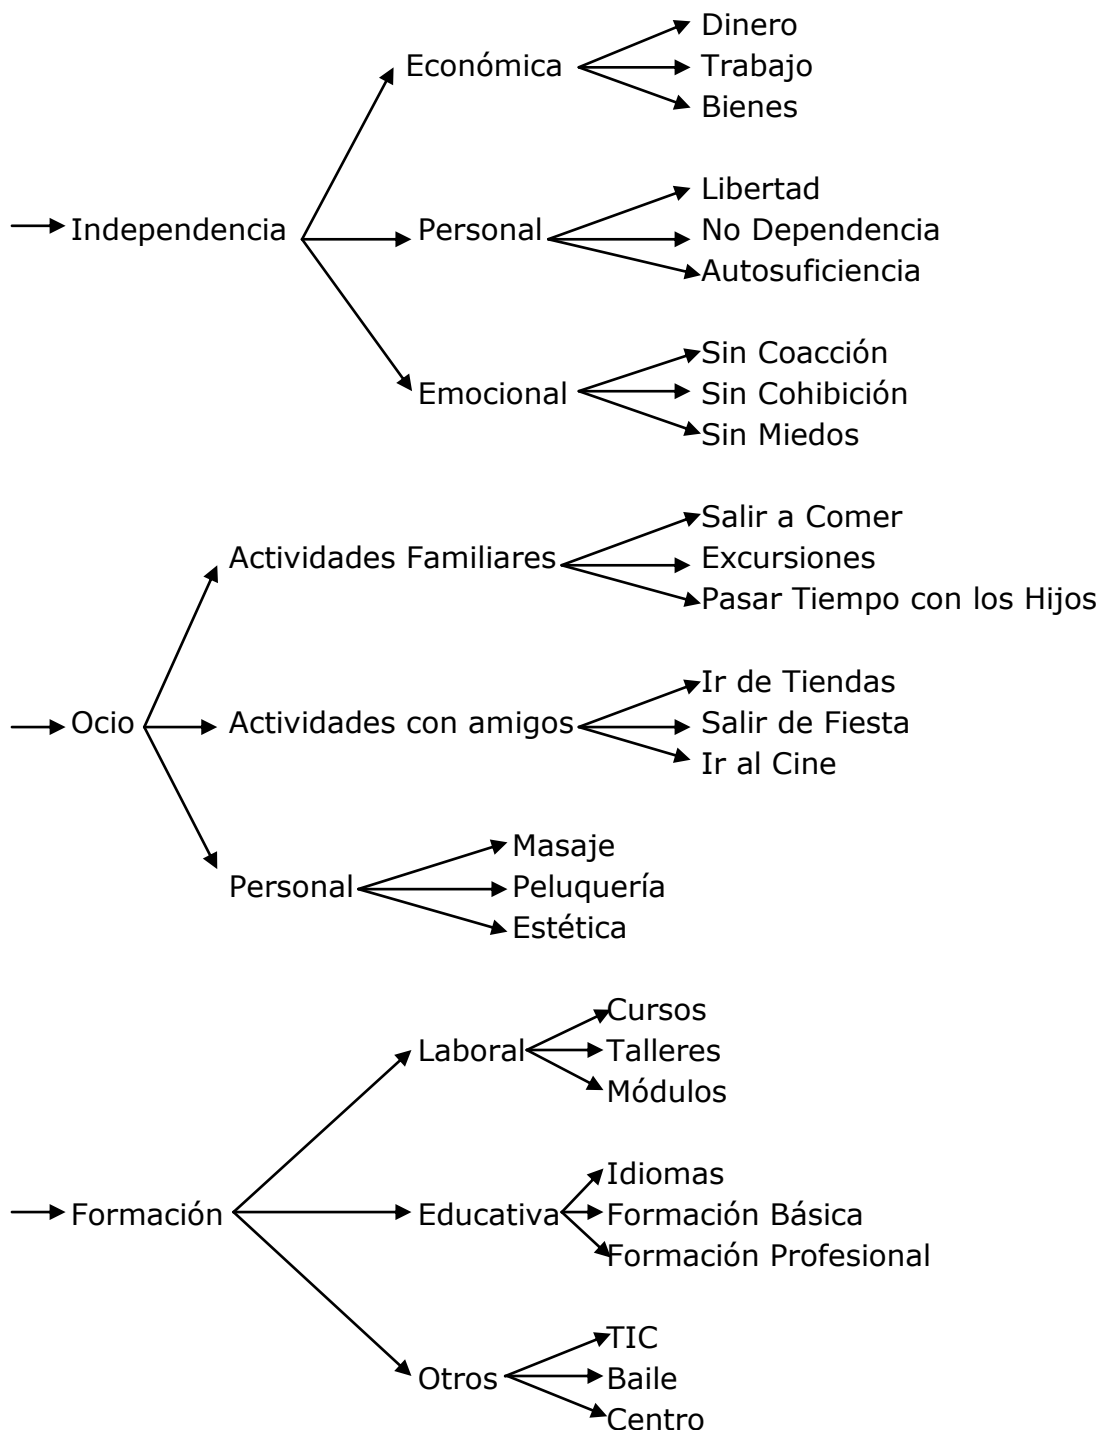 Dinero
Económica
Trabajo
Bienes
Libertad
Independencia
Personal
No Dependencia
Autosuficiencia
Sin Coacción
Emocional
Sin Cohibición
Sin Miedos
Salir a Comer
Actividades Familiares
Excursiones
Pasar Tiempo con los Hijos
Ir de Tiendas
Ocio
Actividades con amigos
Salir de Fiesta
Ir al Cine
Masaje
Personal
Peluquería
Estética
Cursos
Laboral
Talleres
Módulos
Idiomas
Formación
Educativa
Formación Básica
Formación Profesional
TIC
Otros
Baile
Centro